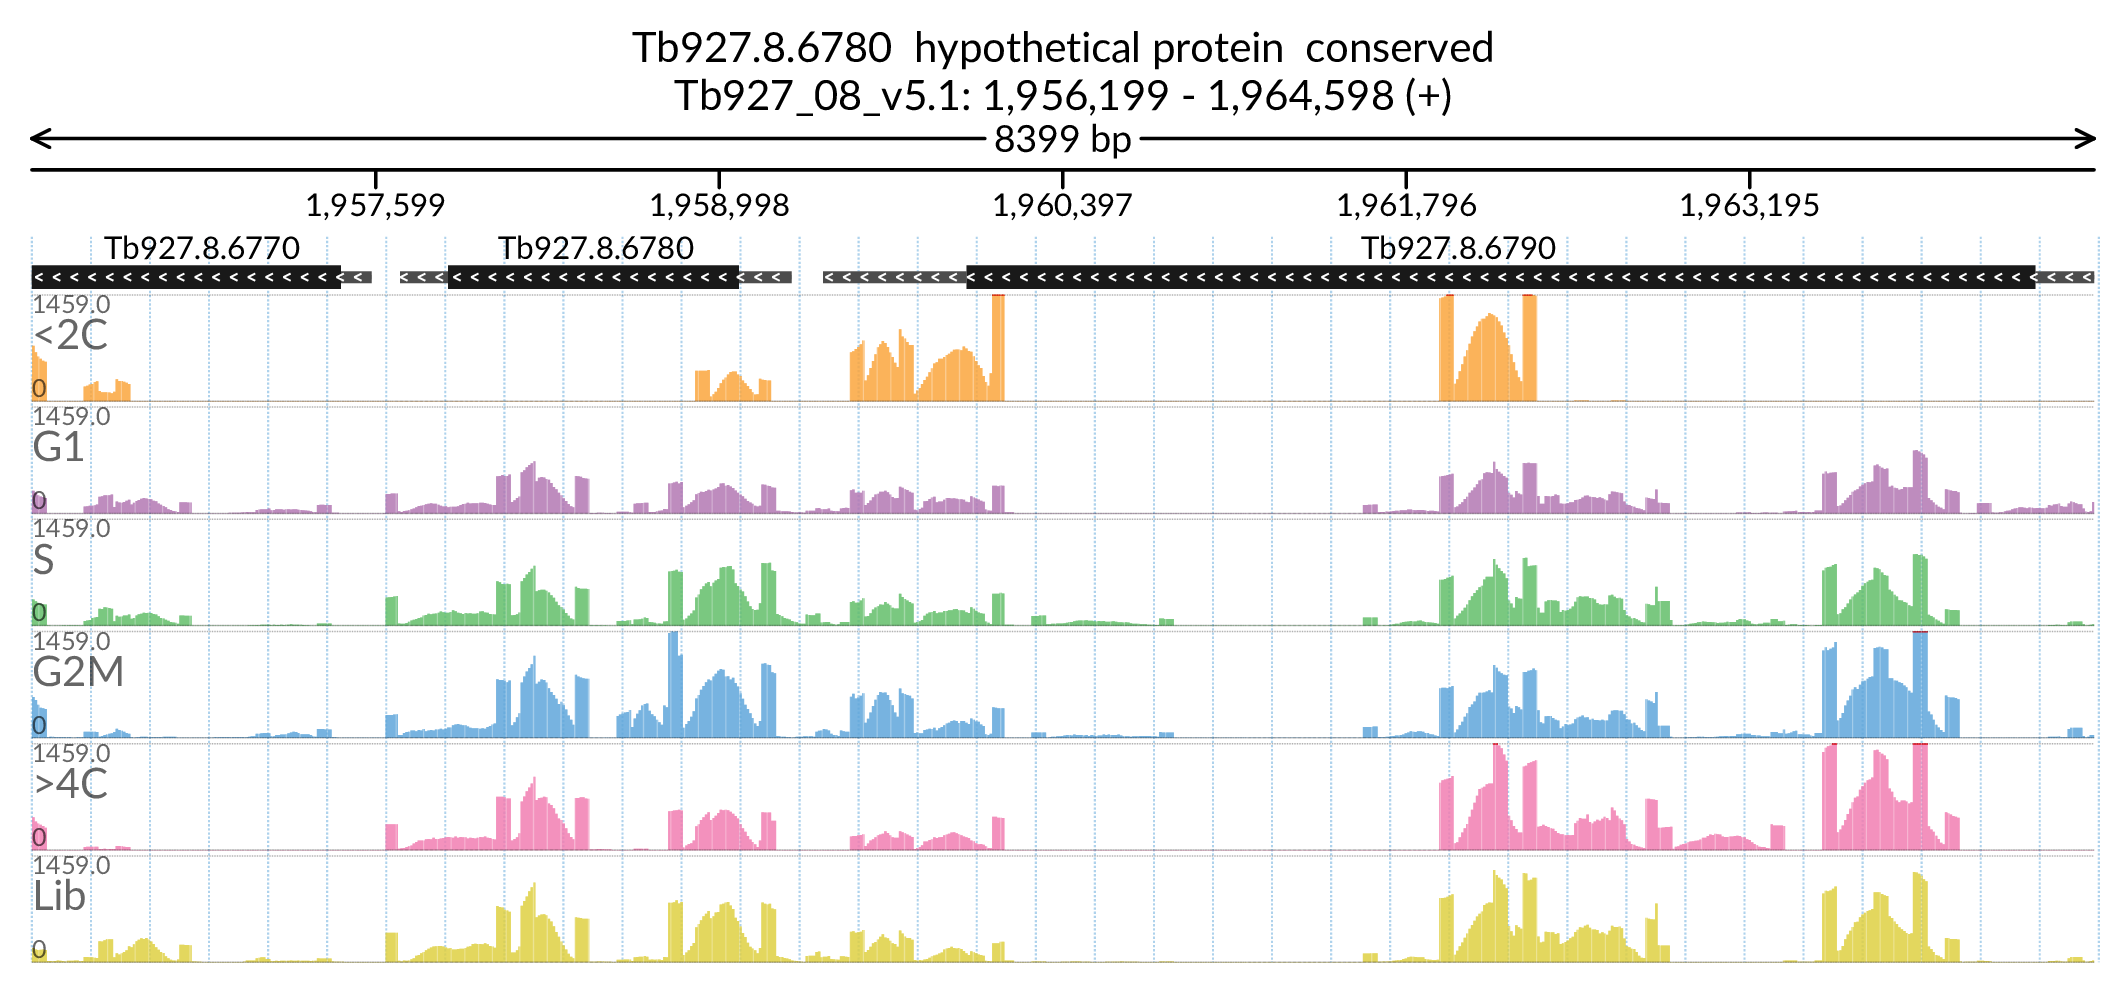 Tb927.8.6780 hypothetical protein conserved
Tb927_08_v5.1: 1,956,199 - 1,964,598 (+)
8399 bp
1,957,599 1,958,998 1,960,397 1,961,796 1,963,195
Tb927.8.6770 Tb927.8.6780 Tb927.8.6790
1459.0
<2C
0
1459.0
G1
0
1459.0
S
0
1459.0
G2M
0
1459.0
>4C
0
1459.0
Lib
0